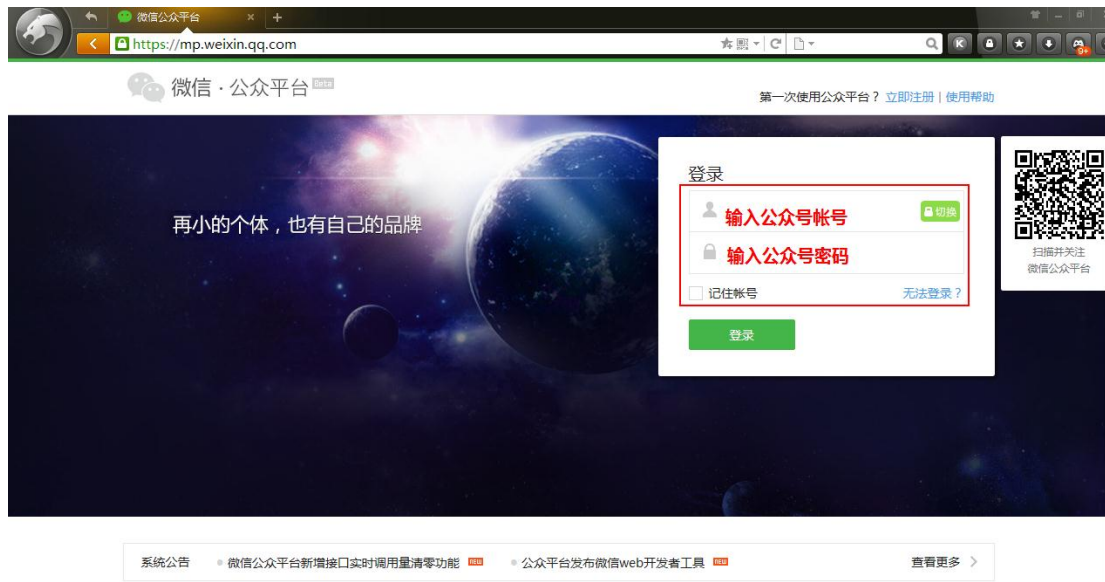 微信公众平台
https://mp.weixin.qq.com
9+
微信·公众平台 Beta
第一次使用公众平台？立即注册 | 使用帮助
登录
输入公众号帐号 切换
再小的个体，也有自己的品牌
输入公众号密码
扫描并关注
微信公众平台
记住帐号 无法登录？
登录
系统公告 微信公众平台新增接口实时调用量清零功能 NEW 公众平台发布微信web开发者工具 NEW 查看更多